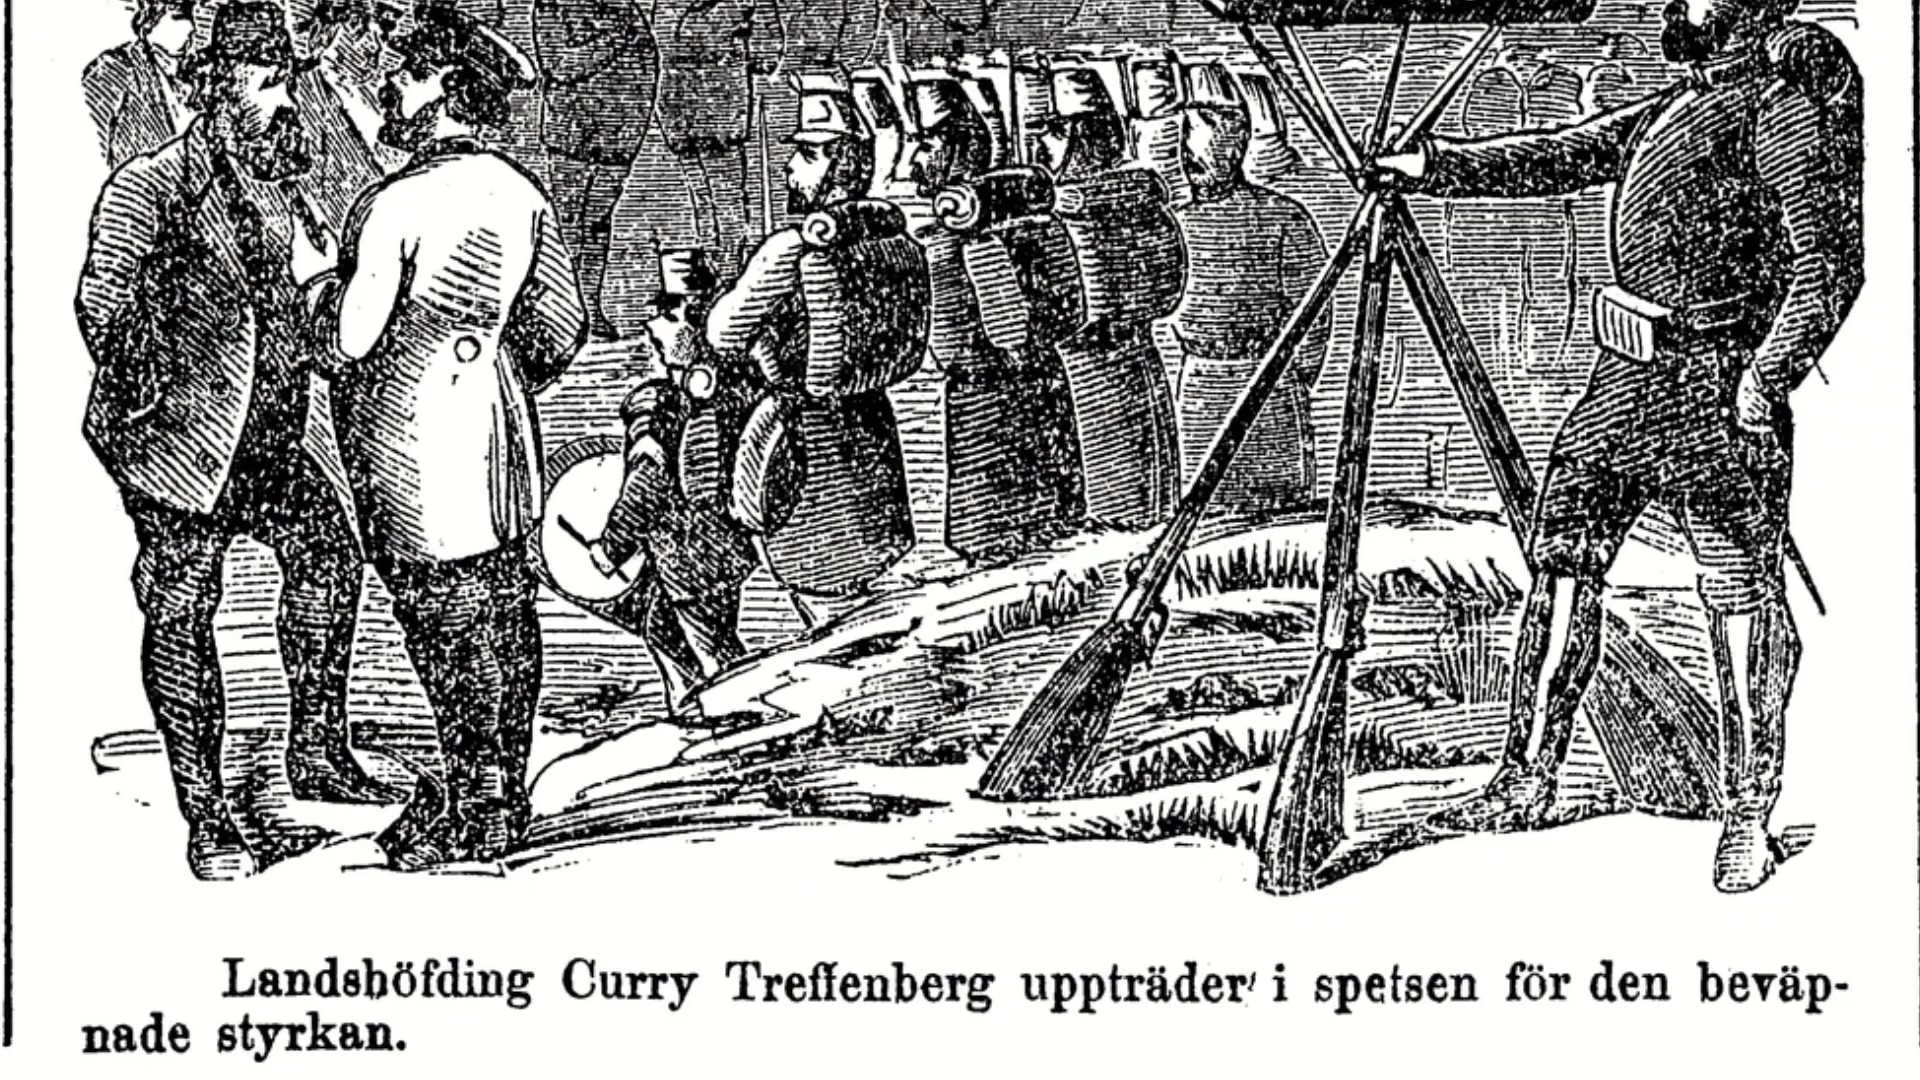 Landshöfding Curry Treffenberg uppträder i spetsen för den beväp-
nade styrkan.